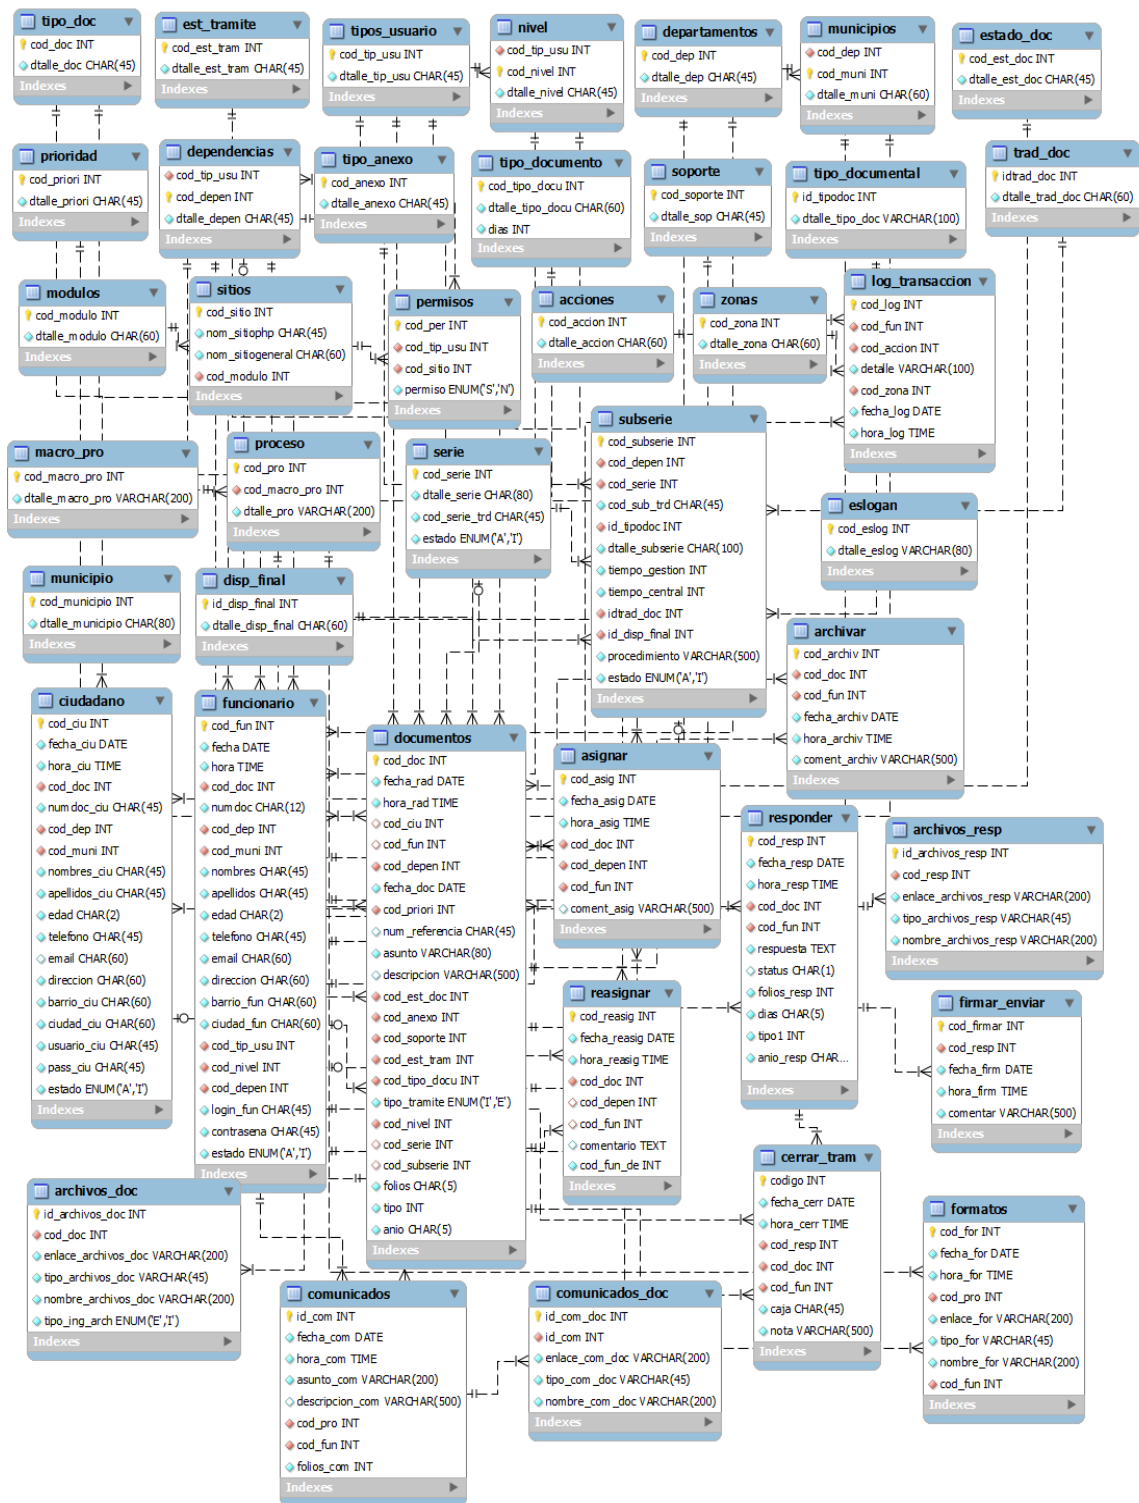 tipo_doc
cod_doc INT
dtalle_doc CHAR(45)
Indexes
est_tramite
cod_est_tram INT
dtalle_est_tram CHAR(45)
Indexes
tipos_usuario
cod_tip_usu INT
dtalle_tip_usu CHAR(45)
Indexes
nivel
cod_tip_usu INT
cod_nivel INT
dtalle_nivel CHAR(45)
Indexes
departamentos
cod_dep INT
dtalle_dep CHAR(45)
Indexes
municipios
cod_dep INT
cod_muni INT
dtalle_muni CHAR(60)
Indexes
estado_doc
cod_est_doc INT
dtalle_est_doc CHAR(45)
Indexes
prioridad
cod_priori INT
dtalle_priori CHAR(45)
Indexes
dependencias
cod_tip_usu INT
cod_depen INT
dtalle_depen CHAR(45)
Indexes
tipo_anexo
cod_anexo INT
dtalle_anexo CHAR(45)
Indexes
tipo_documento
cod_tipo_docu INT
dtalle_tipo_docu CHAR(60)
dias INT
Indexes
soporte
cod_soporte INT
dtalle_sop CHAR(45)
Indexes
tipo_documental
id_tipodoc INT
dtalle_tipo_doc VARCHAR(100)
Indexes
trad_doc
idtrad_doc INT
dtalle_trad_doc CHAR(60)
Indexes
modulos
cod_modulo INT
dtalle_modulo CHAR(60)
Indexes
sitios
cod_sitio INT
nom_sitiophp CHAR(45)
nom_sitiogeneral CHAR(60)
cod_modulo INT
Indexes
permisos
cod_per INT
cod_tip_usu INT
cod_sitio INT
permiso ENUM('S','N')
Indexes
acciones
cod_accion INT
dtalle_accion CHAR(60)
Indexes
zonas
cod_zona INT
dtalle_zona CHAR(60)
Indexes
log_transaccion
cod_log INT
cod_fun INT
cod_accion INT
detalle VARCHAR(100)
cod_zona INT
fecha_log DATE
hora_log TIME
Indexes
macro_pro
cod_macro_pro INT
dtalle_macro_pro VARCHAR(200)
Indexes
proceso
cod_pro INT
cod_macro_pro INT
dtalle_pro VARCHAR(200)
Indexes
serie
cod_serie INT
dtalle_serie CHAR(80)
cod_serie_trd CHAR(45)
estado ENUM('A','I')
Indexes
subserie
cod_subserie INT
cod_depen INT
cod_serie INT
cod_sub_trd CHAR(45)
id_tipodoc INT
dtalle_subserie CHAR(100)
tiempo_gestion INT
tiempo_central INT
idtrad_doc INT
id_disp_final INT
procedimiento VARCHAR(500)
estado ENUM('A','I')
Indexes
eslogan
cod_eslog INT
dtalle_eslog VARCHAR(80)
Indexes
municipio
cod_municipio INT
dtalle_municipio CHAR(80)
Indexes
disp_final
id_disp_final INT
dtalle_disp_final CHAR(60)
Indexes
archivar
cod_archiv INT
cod_doc INT
cod_fun INT
fecha_archiv DATE
hora_archiv TIME
coment_archiv VARCHAR(500)
Indexes
ciudadano
cod_ciu INT
fecha_ciu DATE
hora_ciu TIME
cod_doc INT
numdoc_ciu CHAR(45)
cod_dep INT
cod_muni INT
nombres_ciu CHAR(45)
apellidos_ciu CHAR(45)
edad CHAR(2)
telefono CHAR(45)
email CHAR(60)
direccion CHAR(60)
barrio_ciu CHAR(60)
ciudad_ciu CHAR(60)
usuario_ciu CHAR(45)
pass_ciu CHAR(45)
estado ENUM('A','I')
Indexes
funcionario
cod_fun INT
fecha DATE
hora TIME
cod_doc INT
numdoc CHAR(12)
cod_dep INT
cod_muni INT
nombres CHAR(45)
apellidos CHAR(45)
edad CHAR(2)
telefono CHAR(45)
email CHAR(60)
direccion CHAR(60)
barrio_fun CHAR(60)
ciudad_fun CHAR(60)
cod_tip_usu INT
cod_nivel INT
cod_depen INT
login_fun CHAR(45)
contrasena CHAR(45)
estado ENUM('A','I')
Indexes
documentos
cod_doc INT
fecha_rad DATE
hora_rad TIME
cod_ciu INT
cod_fun INT
cod_depen INT
fecha_doc DATE
cod_priori INT
num_referencia CHAR(45)
asunto VARCHAR(80)
descripcion VARCHAR(500)
cod_est_doc INT
cod_anexo INT
cod_soporte INT
cod_est_tram INT
cod_tipo_docu INT
tipo_tramite ENUM('I','E')
cod_nivel INT
cod_serie INT
cod_subserie INT
folios CHAR(5)
tipo INT
anio CHAR(5)
Indexes
asignar
cod_asig INT
fecha_asig DATE
hora_asig TIME
cod_doc INT
cod_depen INT
cod_fun INT
coment_asig VARCHAR(500)
Indexes
responder
cod_resp INT
fecha_resp DATE
hora_resp TIME
cod_doc INT
cod_fun INT
respuesta TEXT
status CHAR(1)
folios_resp INT
dias CHAR(5)
tipo1 INT
anio_resp CHAR...
Indexes
archivos_resp
id_archivos_resp INT
cod_resp INT
enlace_archivos_resp VARCHAR(200)
tipo_archivos_resp VARCHAR(45)
nombre_archivos_resp VARCHAR(200)
Indexes
reasignar
cod_reasig INT
fecha_reasig DATE
hora_reasig TIME
cod_doc INT
cod_depen INT
cod_fun INT
comentario TEXT
cod_fun_de INT
Indexes
firmar_enviar
cod_firmar INT
cod_resp INT
fecha_firm DATE
hora_firm TIME
comentar VARCHAR(500)
Indexes
cerrar_tram
codigo INT
fecha_cerr DATE
hora_cerr TIME
cod_resp INT
cod_doc INT
cod_fun INT
caja CHAR(45)
nota VARCHAR(500)
Indexes
archivos_doc
id_archivos_doc INT
cod_doc INT
enlace_archivos_doc VARCHAR(200)
tipo_archivos_doc VARCHAR(45)
nombre_archivos_doc VARCHAR(200)
tipo_ing_arch ENUM('E','I')
Indexes
formatos
cod_for INT
fecha_for DATE
hora_for TIME
cod_pro INT
enlace_for VARCHAR(200)
tipo_for VARCHAR(45)
nombre_for VARCHAR(200)
cod_fun INT
Indexes
comunicados
id_com INT
fecha_com DATE
hora_com TIME
asunto_com VARCHAR(200)
descripcion_com VARCHAR(500)
cod_pro INT
cod_fun INT
folios_com INT
Indexes
comunicados_doc
id_com_doc INT
id_com INT
enlace_com_doc VARCHAR(200)
tipo_com_doc VARCHAR(45)
nombre_com_doc VARCHAR(200)
Indexes